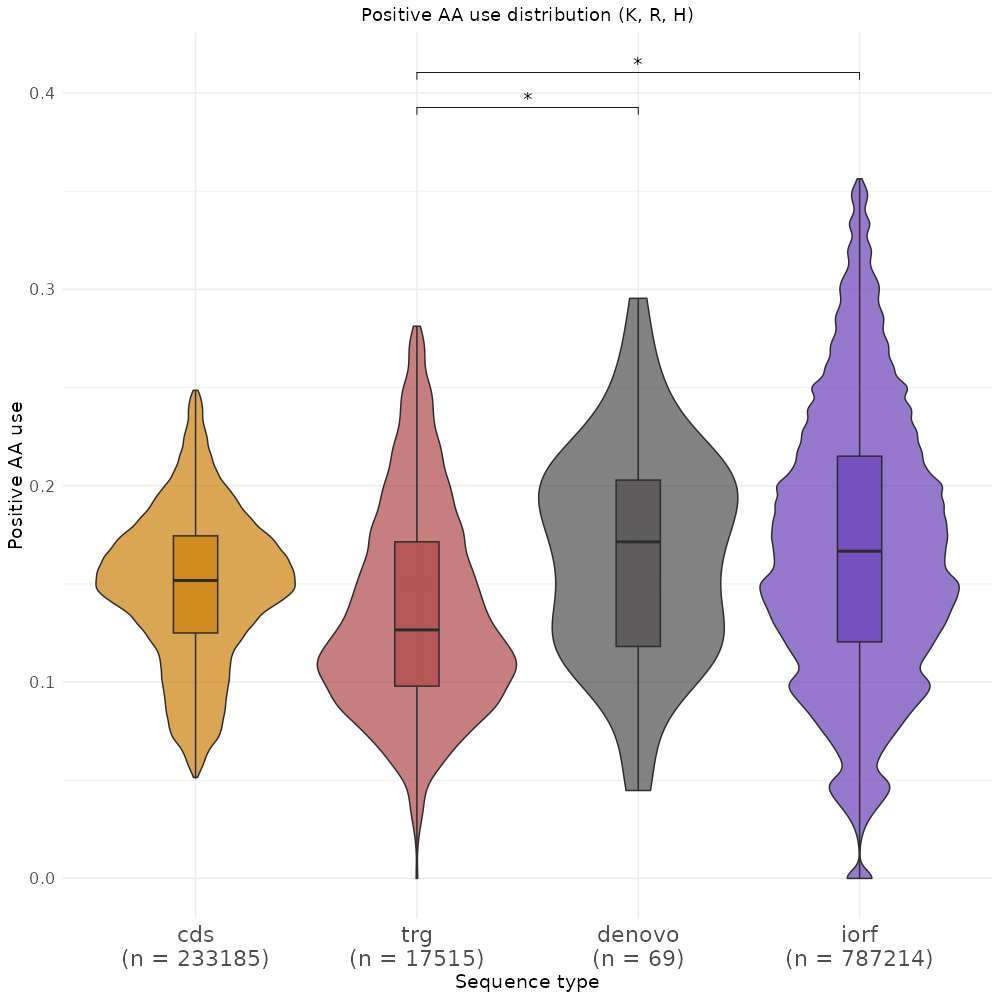 Positive AA use distribution (K, R, H)
*
*
0.4
0.3
0.2
0.1
0.0
Positive AA use
cds
(n = 233185)
trg
(n = 17515)
denovo
(n = 69)
iorf
(n = 787214)
Sequence type